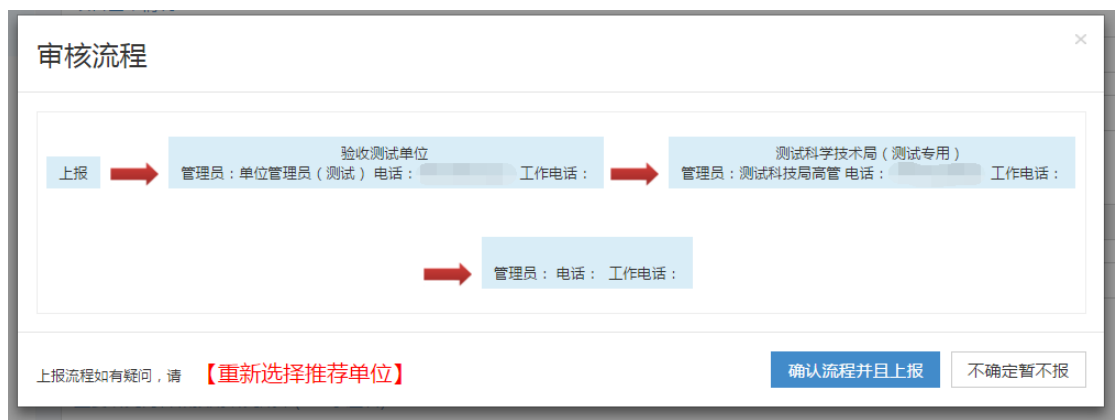 审核流程
×
上报
验收测试单位
管理员：单位管理员（测试） 电话： 工作电话：
测试科学技术局（测试专用）
管理员：测试科技局高管 电话： 工作电话：
管理员： 电话： 工作电话：
上报流程如有疑问，请 【重新选择推荐单位】
确认流程并且上报
不确定暂不报